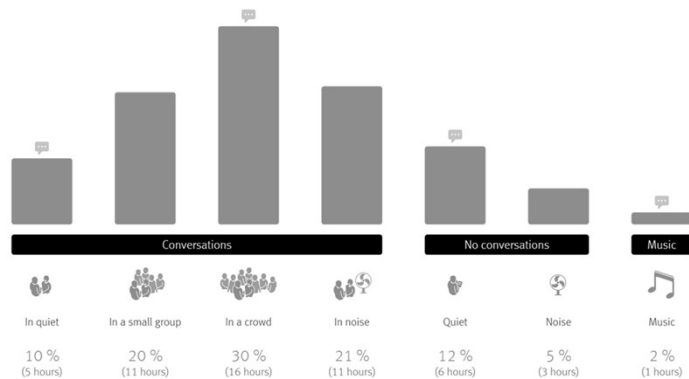 Conversations
No conversations
Music
In quiet
In a small group
In a crowd
In noise
Quiet
Noise
Music
10 %
20 %
30 %
21 %
12 %
5 %
2 %
(5 hours)
(11 hours)
(16 hours)
(11 hours)
(6 hours)
(3 hours)
(1 hours)